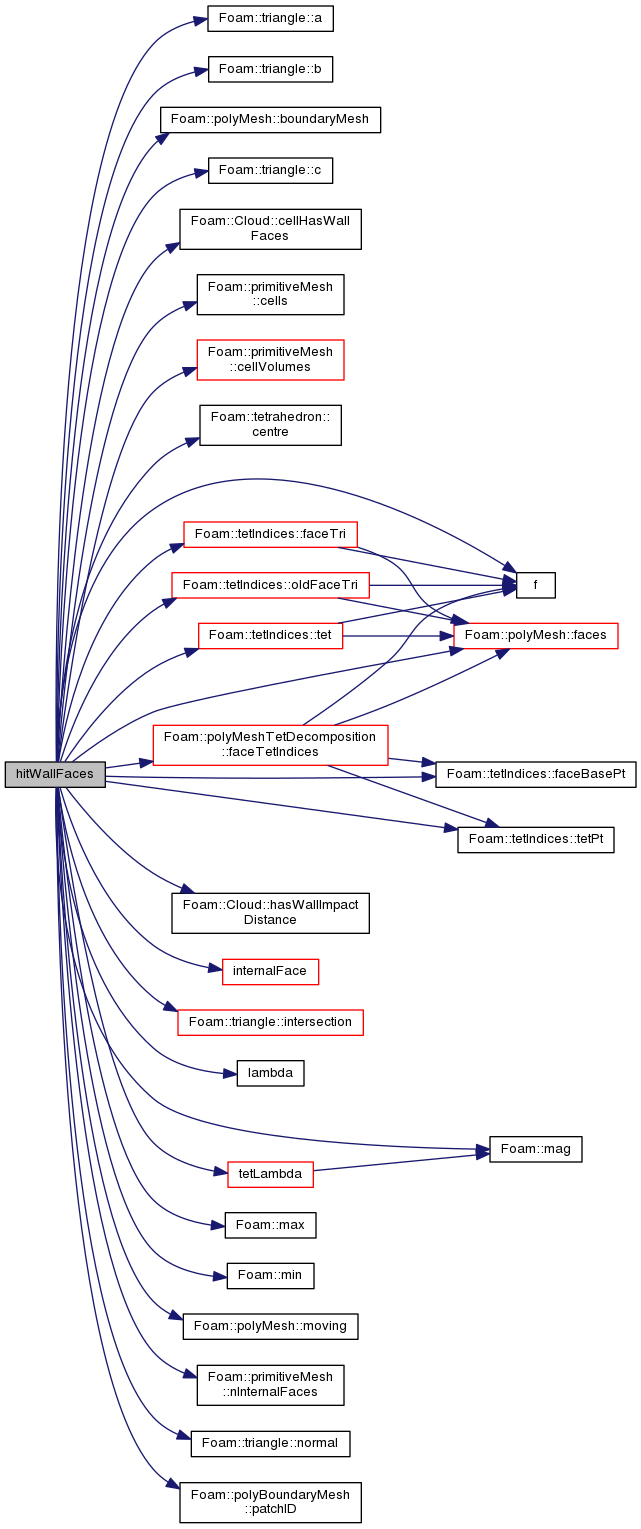 Foam::triangle::a
Foam::triangle::b
Foam::polyMesh::boundaryMesh
Foam::triangle::c
Foam::Cloud::cellHasWall
Faces
Foam::primitiveMesh
::cells
Foam::primitiveMesh
::cellVolumes
Foam::tetrahedron::
centre
Foam::tetIndices::faceTri
Foam::tetIndices::oldFaceTri
f
Foam::tetIndices::tet
Foam::polyMesh::faces
Foam::polyMeshTetDecomposition
::faceTetIndices
hitWallFaces
Foam::tetIndices::faceBasePt
Foam::tetIndices::tetPt
Foam::Cloud::hasWallImpact
Distance
internalFace
Foam::triangle::intersection
lambda
Foam::mag
tetLambda
Foam::max
Foam::min
Foam::polyMesh::moving
Foam::primitiveMesh
::nInternalFaces
Foam::triangle::normal
Foam::polyBoundaryMesh
::patchID